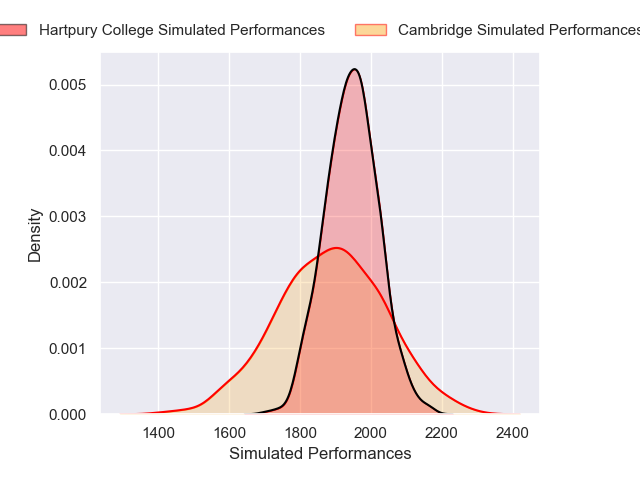 Hartpury College Simulated Performances Cambridge Simulated Performances
0.005
0.004
0.003
0.002
0.001
0.000
Density
1400 1600 1800 2000 2200 2400
Simulated Performances